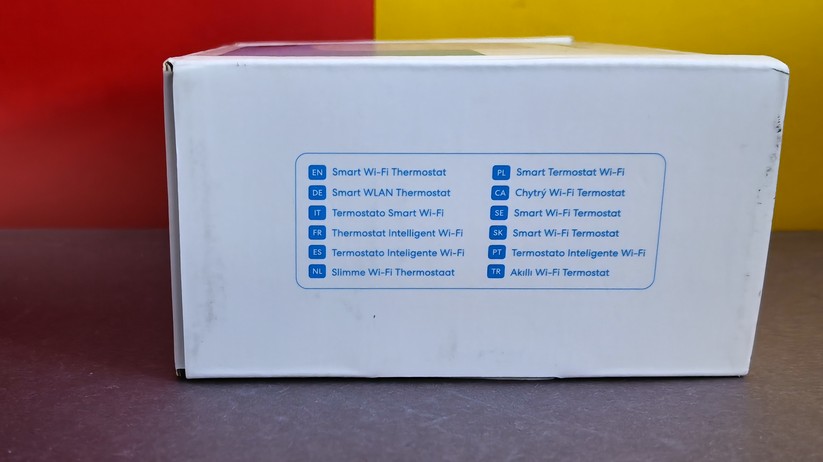 EN Smart Wi-Fi Thermostat
DE Smart WLAN Thermostat
IT Termostato Smart Wi-Fi
FR Thermostat Intelligent Wi-Fi
ES Termostato Inteligente Wi-Fi
NL Slimme Wi-Fi Thermostaat
PL Smart Termostat Wi-Fi
CA Chytrý Wi-Fi Termostat
SE Smart Wi-Fi Termostat
SK Smart Wi-Fi Termostat
PT Termostato Inteligente Wi-Fi
TR Akıllı Wi-Fi Termostat